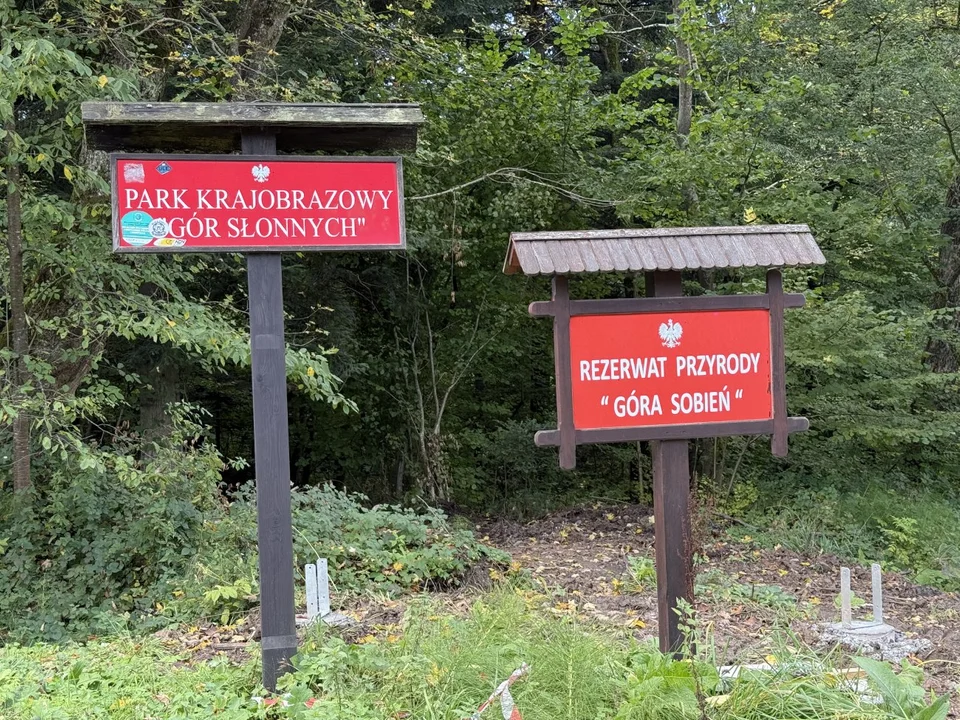 PARK KRAJOBRAZOWY
"GÓR SŁONNYCH"
REZERWAT PRZYRODY
“ GÓRA SOBIEŃ “